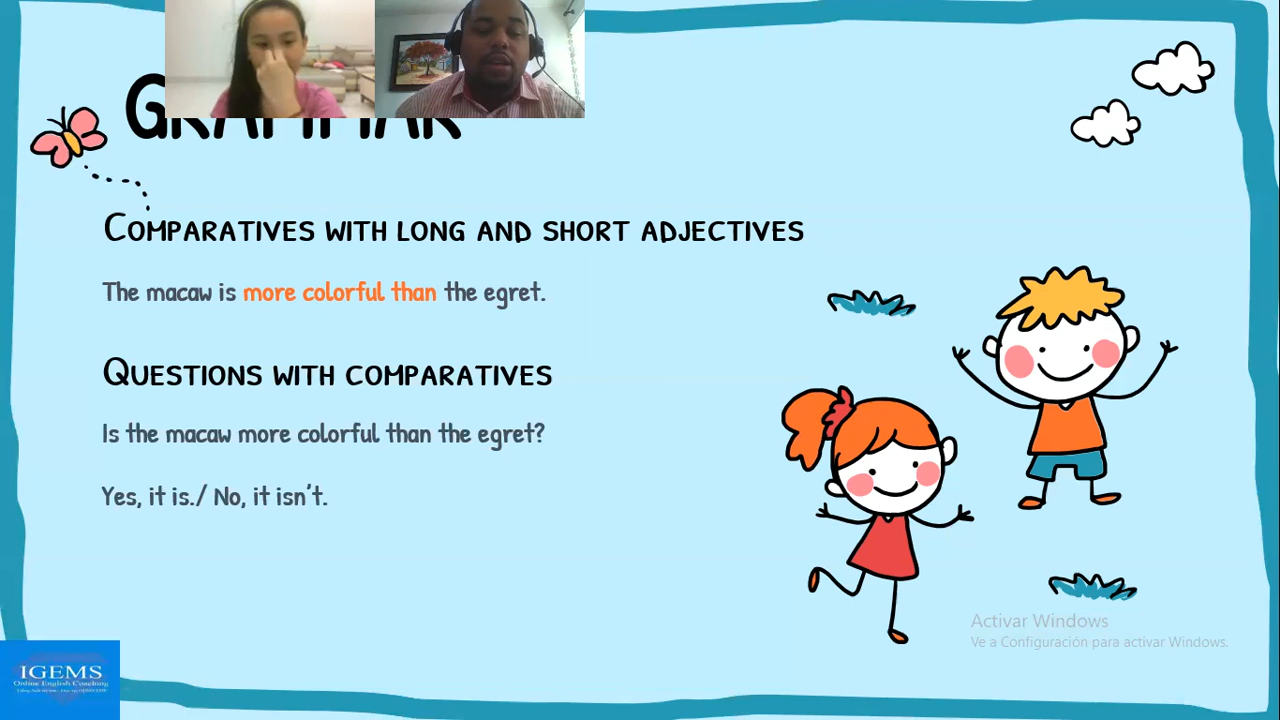 GRAMMAR
Comparatives with long and short adjectives
The macaw is more colorful than the egret.
Questions with comparatives
Is the macaw more colorful than the egret?
Yes, it is./ No, it isn't.
Activar Windows
Ve a Configuración para activar Windows.
IGEMS
Online English Coaching